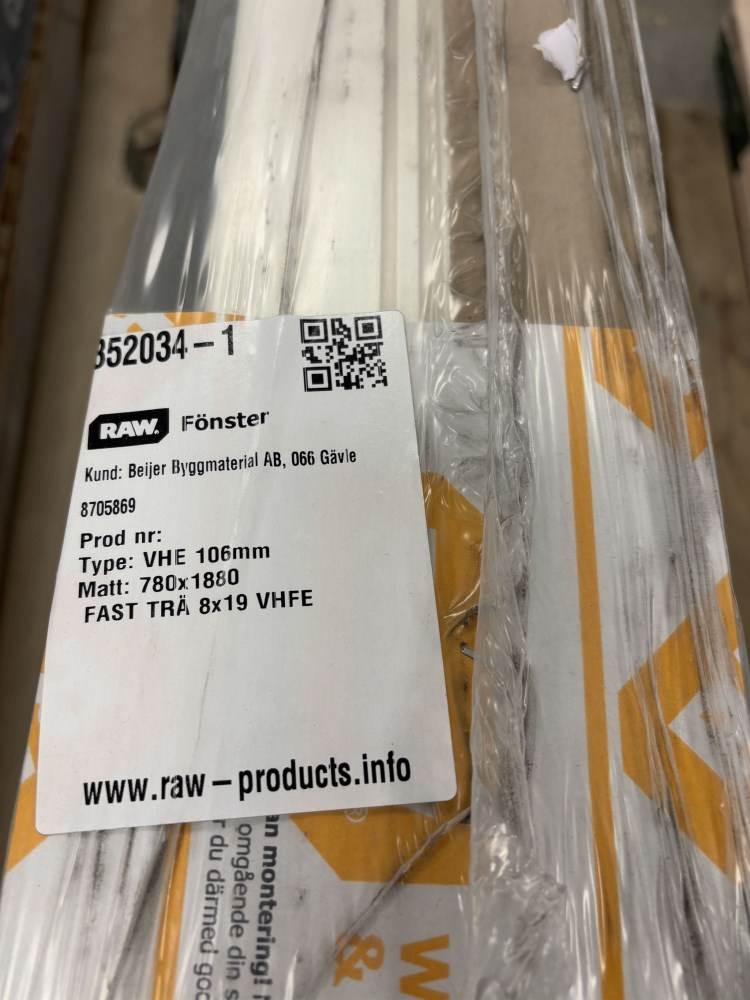 352034-1
RAW. Fönster
Kund: Beijer Byggmaterial AB, 066 Gävle
8705869
Prod nr:
Type: VHE 106mm
Matt: 780x1880
FAST TRÄ 8x19 VHFE
www.raw-products.info
an montering!
omgående din
du därmed
W
&
®